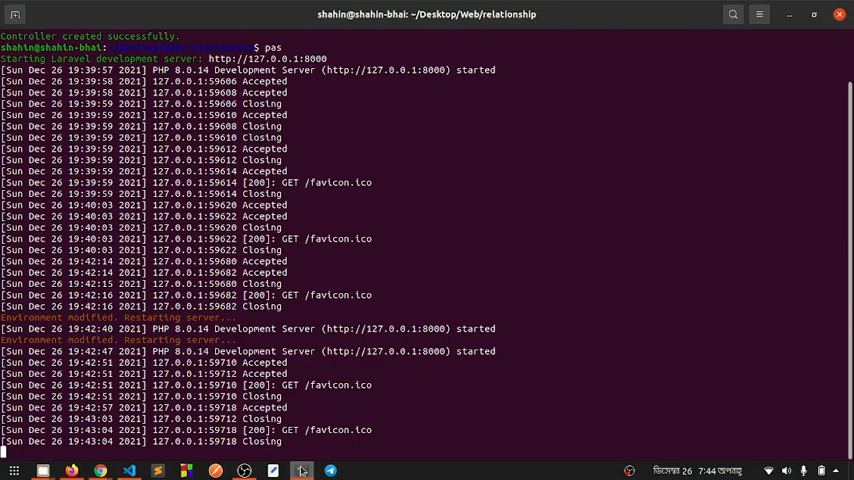 shahin@shahin-bhai: ~/Desktop/Web/relationship
Controller created successfully.
shahin@shahin-bhai:~/Desktop/Web/relationship$ pas
Starting Laravel development server: http://127.0.0.1:8000
[Sun Dec 26 19:39:57 2021] PHP 8.0.14 Development Server (http://127.0.0.1:8000) started
[Sun Dec 26 19:39:58 2021] 127.0.0.1:59606 Accepted
[Sun Dec 26 19:39:58 2021] 127.0.0.1:59608 Accepted
[Sun Dec 26 19:39:59 2021] 127.0.0.1:59606 Closing
[Sun Dec 26 19:39:59 2021] 127.0.0.1:59610 Accepted
[Sun Dec 26 19:39:59 2021] 127.0.0.1:59608 Closing
[Sun Dec 26 19:39:59 2021] 127.0.0.1:59610 Closing
[Sun Dec 26 19:39:59 2021] 127.0.0.1:59612 Accepted
[Sun Dec 26 19:39:59 2021] 127.0.0.1:59612 Closing
[Sun Dec 26 19:39:59 2021] 127.0.0.1:59614 Accepted
[Sun Dec 26 19:39:59 2021] 127.0.0.1:59614 [200]: GET /favicon.ico
[Sun Dec 26 19:39:59 2021] 127.0.0.1:59614 Closing
[Sun Dec 26 19:40:03 2021] 127.0.0.1:59620 Accepted
[Sun Dec 26 19:40:03 2021] 127.0.0.1:59622 Accepted
[Sun Dec 26 19:40:03 2021] 127.0.0.1:59620 Closing
[Sun Dec 26 19:40:03 2021] 127.0.0.1:59622 [200]: GET /favicon.ico
[Sun Dec 26 19:40:03 2021] 127.0.0.1:59622 Closing
[Sun Dec 26 19:42:14 2021] 127.0.0.1:59680 Accepted
[Sun Dec 26 19:42:14 2021] 127.0.0.1:59682 Accepted
[Sun Dec 26 19:42:15 2021] 127.0.0.1:59680 Closing
[Sun Dec 26 19:42:16 2021] 127.0.0.1:59682 [200]: GET /favicon.ico
[Sun Dec 26 19:42:16 2021] 127.0.0.1:59682 Closing
Environment modified. Restarting server...
[Sun Dec 26 19:42:40 2021] PHP 8.0.14 Development Server (http://127.0.0.1:8000) started
Environment modified. Restarting server...
[Sun Dec 26 19:42:47 2021] PHP 8.0.14 Development Server (http://127.0.0.1:8000) started
[Sun Dec 26 19:42:51 2021] 127.0.0.1:59710 Accepted
[Sun Dec 26 19:42:51 2021] 127.0.0.1:59712 Accepted
[Sun Dec 26 19:42:51 2021] 127.0.0.1:59710 [200]: GET /favicon.ico
[Sun Dec 26 19:42:51 2021] 127.0.0.1:59710 Closing
[Sun Dec 26 19:42:57 2021] 127.0.0.1:59718 Accepted
[Sun Dec 26 19:43:03 2021] 127.0.0.1:59712 Closing
[Sun Dec 26 19:43:04 2021] 127.0.0.1:59718 [200]: GET /favicon.ico
[Sun Dec 26 19:43:04 2021] 127.0.0.1:59718 Closing
ডিসেম্বর 26 7:44 অপরাহ্ণ